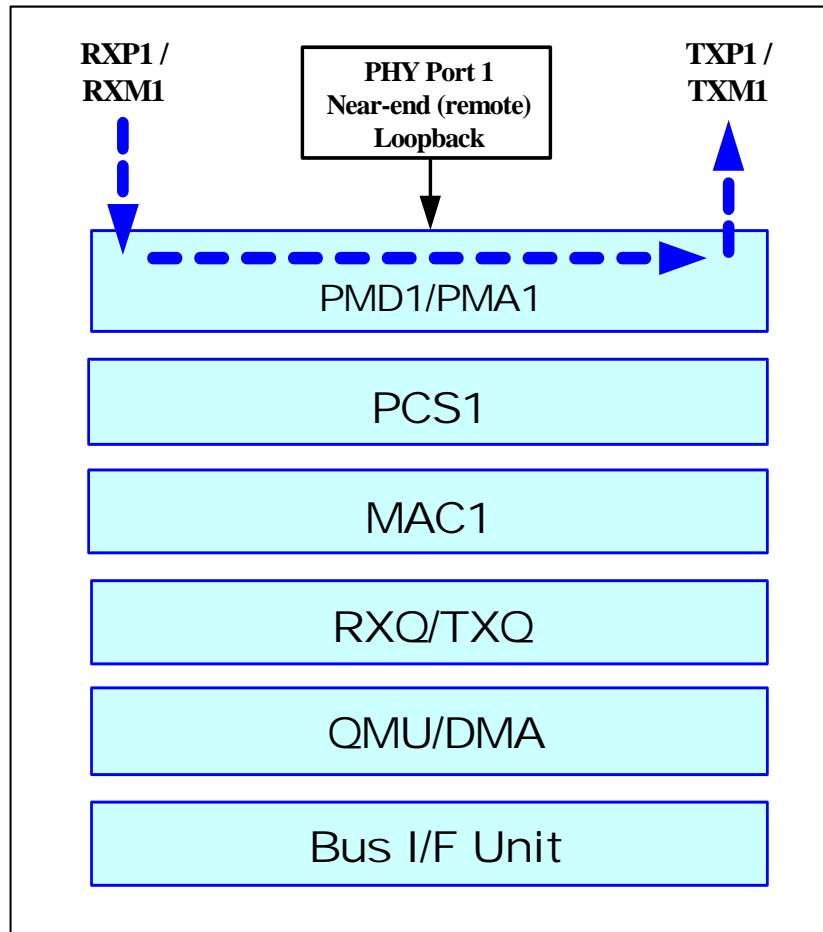 RXP1 /
RXM1
PHY Port 1
Near-end (remote)
Loopback
TXP1 /
TXM1
PMD1/PMA1
PCS1
MAC1
RXQ/TXQ
QMU/DMA
Bus I/F Unit